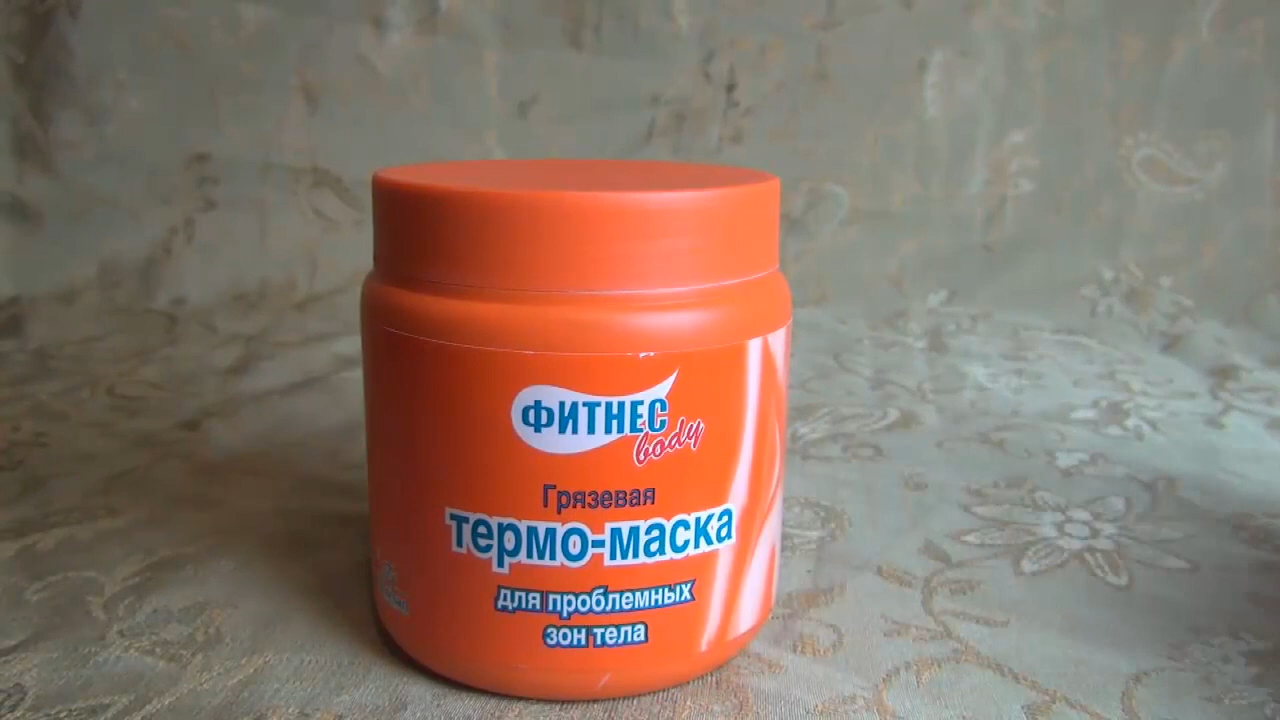 ФИТНЕС
body
Грязевая
термо-маска
для проблемных
зон тела